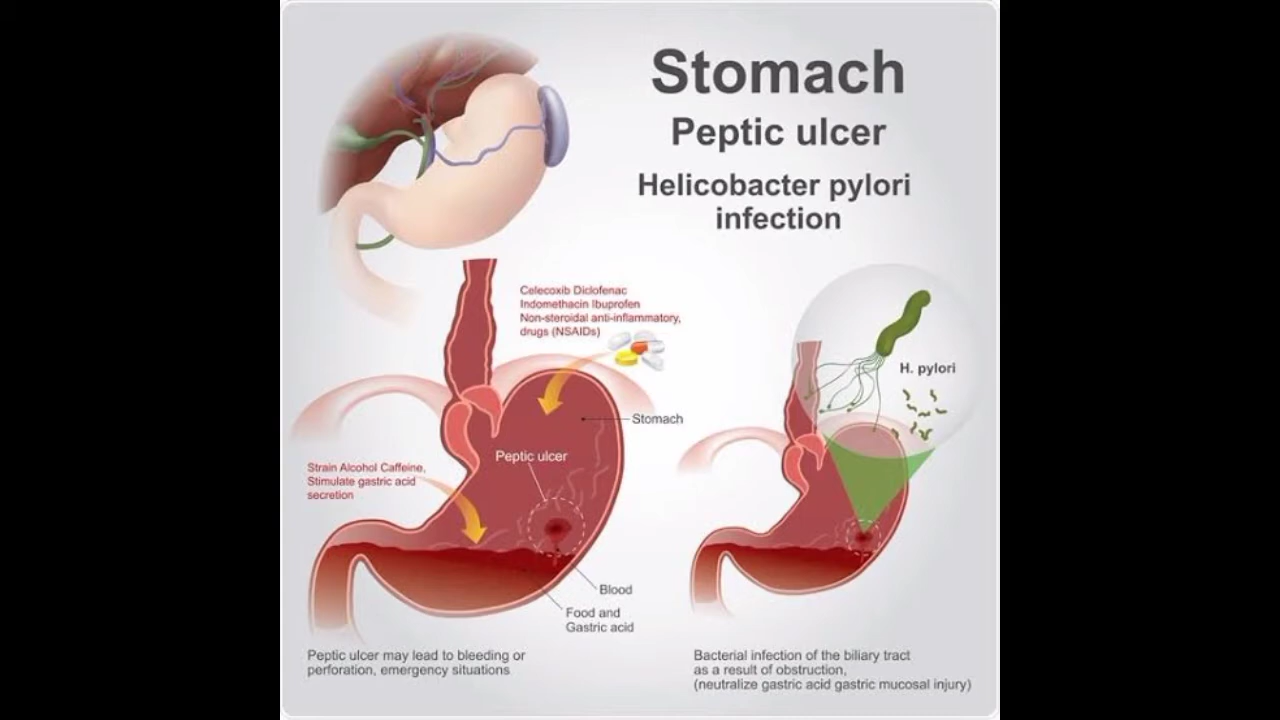 Stomach
Peptic ulcer
Helicobacter pylori
infection
Celecoxib Diclofenac
Indomethacin Ibuprofen
Non-steroidal anti-inflammatory,
drugs (NSAIDs)
H. pylori
Stomach
Peptic ulcer
Strain Alcohol Caffeine,
Stimulate gastric acid
secretion
Blood
Food and
Gastric acid
Peptic ulcer may lead to bleeding or
perforation, emergency situations
Bacterial infection of the biliary tract
as a result of obstruction,
(neutralize gastric acid gastric mucosal injury)